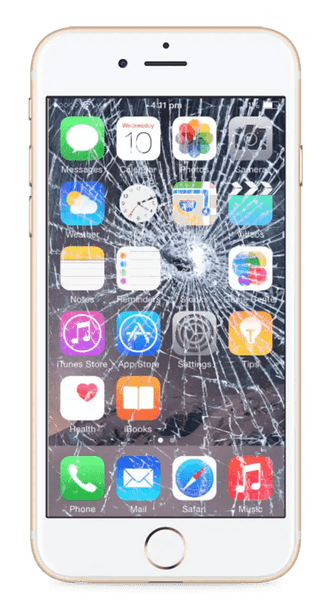 4:31 pm
Wednesday
10
Messages Calendar Photos Camera
Weather Videos
Notes Reminders Stocks Game Center
iTunes Store App Store Settings Tips
Health iBooks
Phone Mail Safari Music